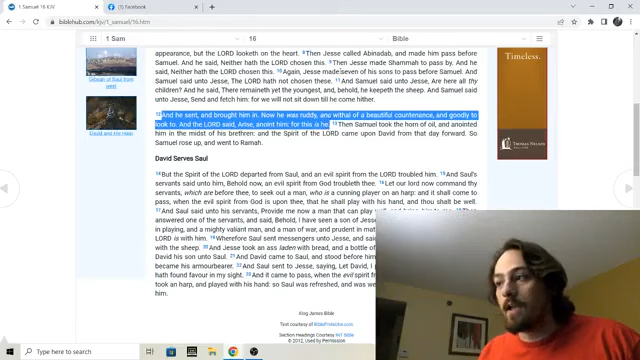 1 Samuel 16 KJV
Facebook
biblehub.com/kjv/1_samuel/16.htm
1 Sam
16
Bible
appearance, but the LORD looketh on the heart. 8 Then Jesse called Abinadab, and made him pass before
Samuel. And he said, Neither hath the LORD chosen this. 9 Then Jesse made Shammah to pass by. And he
said, Neither hath the LORD chosen this. 10 Again, Jesse made seven of his sons to pass before Samuel. And
Samuel said unto Jesse, The LORD hath not chosen these. 11 And Samuel said unto Jesse, Are here all thy
children? And he said, There remaineth yet the youngest, and, behold, he keepeth the sheep. And Samuel said
unto Jesse, Send and fetch him: for we will not sit down till he come hither.
12 And he sent, and brought him in. Now he was ruddy, and withal of a beautiful countenance, and goodly to
look to. And the LORD said, Arise, anoint him: for this is he. 13 Then Samuel took the horn of oil, and anointed
him in the midst of his brethren: and the Spirit of the LORD came upon David from that day forward. So
Samuel rose up, and went to Ramah.
David Serves Saul
14 But the Spirit of the LORD departed from Saul, and an evil spirit from the LORD troubled him. 15 And Saul's
servants said unto him, Behold now, an evil spirit from God troubleth thee. 16 Let our lord now command thy
servants, which are before thee, to seek out a man, who is a cunning player on an harp: and it shall come to
pass, when the evil spirit from God is upon thee, that he shall play with his hand, and thou shalt be well.
17 And Saul said unto his servants, Provide me now a man that can play well, and bring him to me.
answered one of the servants, and said, Behold, I have seen a son of Jesse
in playing, and a mighty valiant man, and a man of war, and prudent in mat
LORD is with him. 19 Wherefore Saul sent messengers unto Jesse, and said
with the sheep. 20 And Jesse took an ass laden with bread, and a bottle of
David his son unto Saul. 21 And David came to Saul, and stood before him
became his armourbearer. 22 And Saul sent to Jesse, saying, Let David, I p
hath found favour in my sight. 23 And it came to pass, when the evil spirit f
took an harp, and played with his hand: so Saul was refreshed, and was we
him.
King James Bible
Text courtesy of BibleProtector.com
Section Headings Courtesy INT Bible
© 2012, Used by Permission
Gibeah of Saul from
David and His Harp
Timeless.
THOMAS NELSON
Type here to search